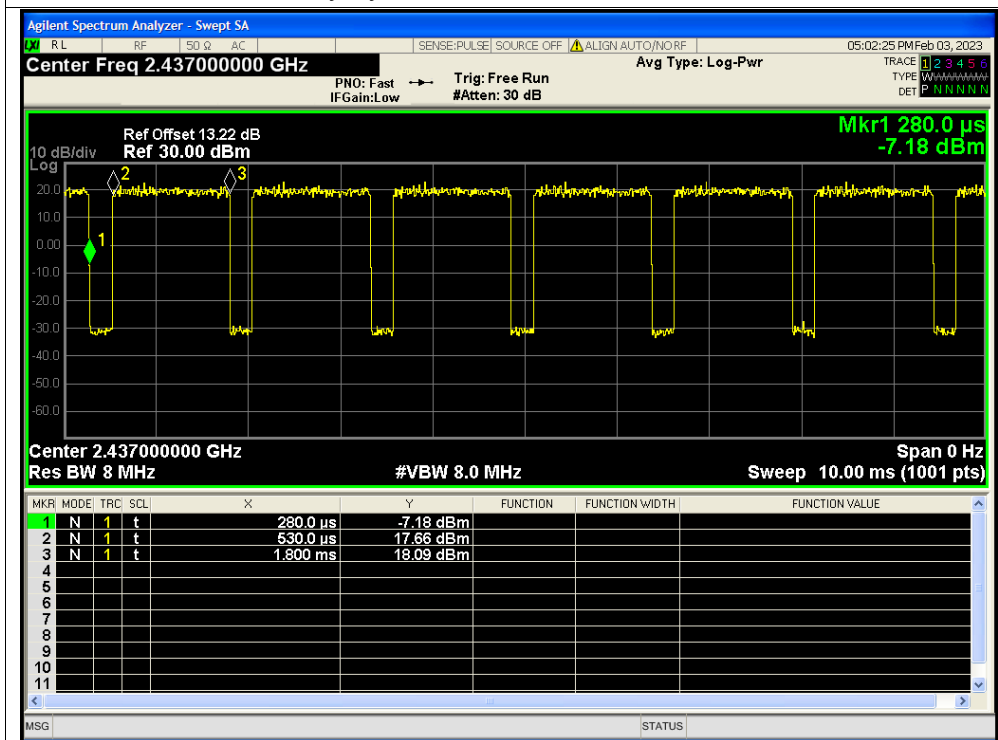 Agilent Spectrum Analyzer - Swept SA
LXI RL RF 50 Ω AC SENSE:PULSE SOURCE OFF ALIGN AUTO/NO RF 05:02:25 PM Feb 03, 2023
Center Freq 2.437000000 GHz
PNO: Fast
IFGain:Low
Trig: Free Run
#Atten: 30 dB
Avg Type: Log-Pwr
TRACE 1 2 3 4 5 6
TYPE WWWWWW
DET P N N N N N
Mkr1 280.0 µs
-7.18 dBm
Ref Offset 13.22 dB
10 dB/div Ref 30.00 dBm
Log
2
3
20.0
10.0
1
0.00
-10.0
-20.0
-30.0
-40.0
-50.0
-60.0
Center 2.437000000 GHz Span 0 Hz
Res BW 8 MHz #VBW 8.0 MHz Sweep 10.00 ms (1001 pts)
MKR MODE TRC SCL X Y FUNCTION FUNCTION WIDTH FUNCTION VALUE
1 N 1 t 280.0 µs -7.18 dBm
2 N 1 t 530.0 µs 17.66 dBm
3 N 1 t 1.800 ms 18.09 dBm
4
5
6
7
8
9
10
11
MSG STATUS